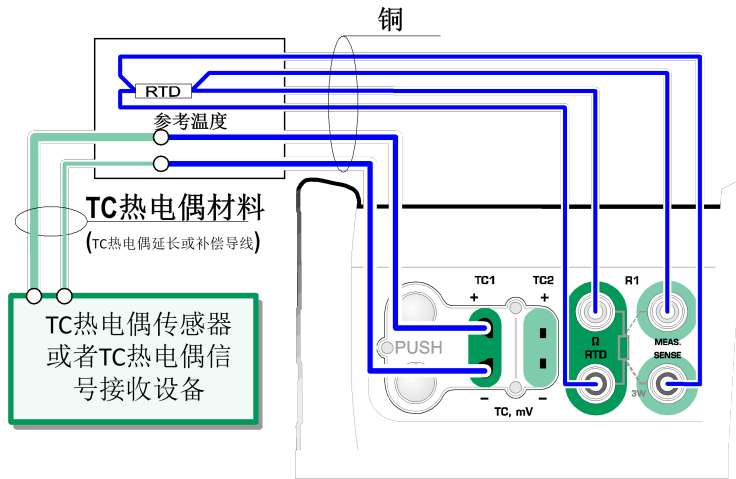 铜
RTD
参考温度
TC热电偶材料
(TC热电偶延长或补偿导线)
TC热电偶传感器
或者TC热电偶信
号接收设备
TC1
TC2
R1
+
+
PUSH
Ω
RTD
MEAS.
SENSE
3W
−
−
TC, mV